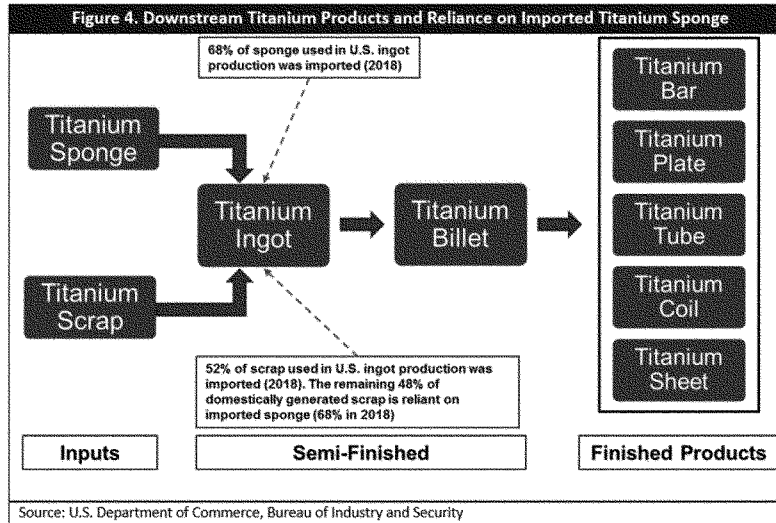 Figure 4. Downstream Titanium Products and Reliance on Imported Titanium Sponge
68% of sponge used in U.S. ingot
production was imported (2018)
Titanium
Sponge
Titanium
Scrap
Titanium
Ingot
Titanium
Billet
Titanium
Bar
Titanium
Plate
Titanium
Tube
Titanium
Coil
Titanium
Sheet
52% of scrap used in U.S. ingot production was
imported (2018). The remaining 48% of
domestically generated scrap is reliant on
imported sponge (68% in 2018)
Inputs
Semi-Finished
Finished Products
Source: U.S. Department of Commerce, Bureau of Industry and Security